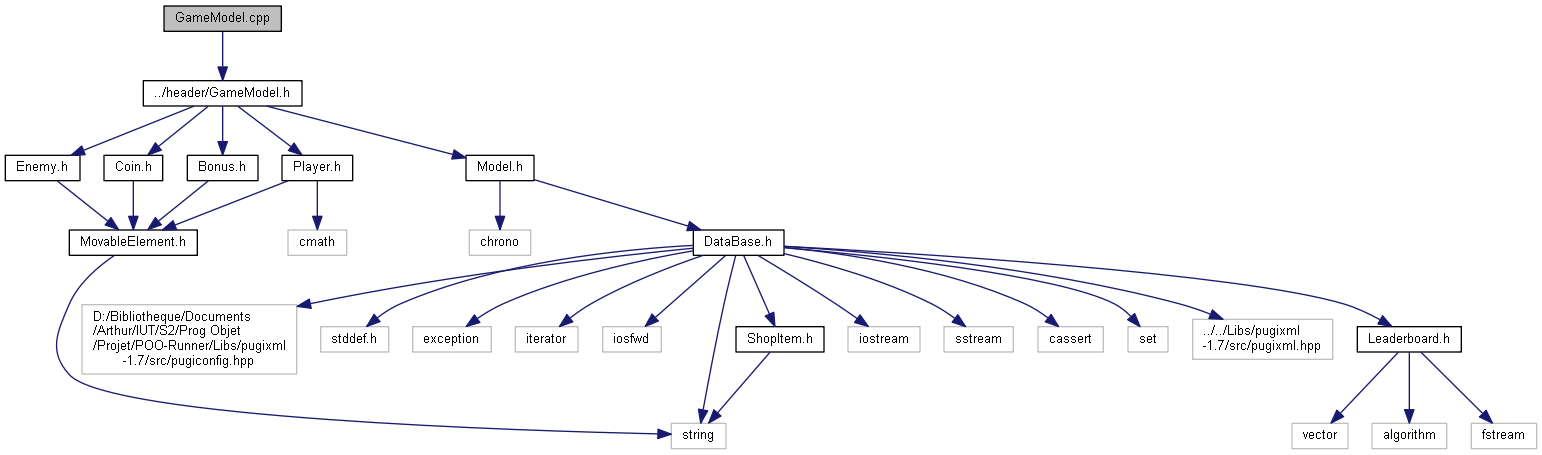 GameModel.cpp
../header/GameModel.h
Enemy.h
Coin.h
Bonus.h
Player.h
Model.h
MovableElement.h
cmath
chrono
DataBase.h
D:/Bibliotheque/Documents
/Arthur/IUT/S2/Prog Objet
/Projet/POO-Runner/Libs/pugixml
-1.7/src/pugiconfig.hpp
stddef.h
exception
iterator
iosfwd
ShopItem.h
iostream
sstream
cassert
set
../../Libs/pugixml
-1.7/src/pugixml.hpp
Leaderboard.h
string
vector
algorithm
fstream